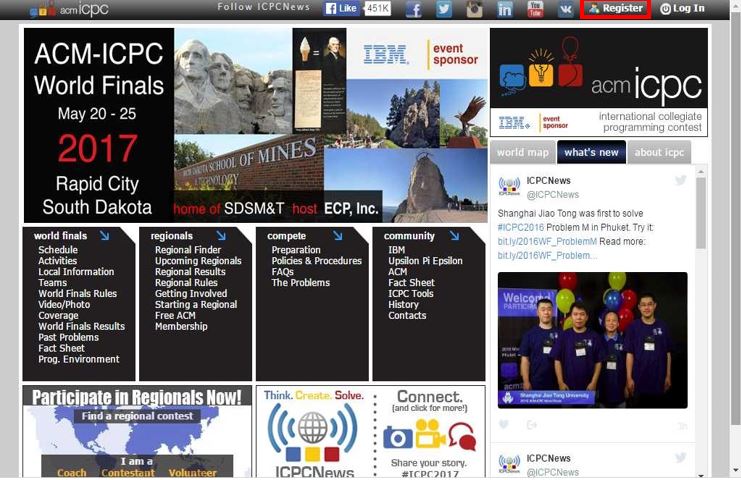 acm icpc
Follow ICPCNews
Like 451K
You Tube
Register
Log In
ACM-ICPC
World Finals
May 20 - 25
2017
Rapid City
South Dakota
IBM. event sponsor
SCHOOL OF MINES
home of SDSM&T host ECP, Inc.
acm icpc
IBM. event sponsor
international collegiate
programming contest
world map what's new about icpc
ICPCNews
@ICPCNews
Shanghai Jiao Tong was first to solve
#ICPC2016 Problem M in Phuket. Try it:
bit.ly/2016WF_ProblemM Read more:
bit.ly/2016WF_Problem...
Shanghai Jiao Tong University
1h
ICPCNews
@ICPCNews
world finals
Schedule
Activities
Local Information
Teams
World Finals Rules
Video/Photo
Coverage
World Finals Results
Past Problems
Fact Sheet
Prog. Environment
regionals
Regional Finder
Upcoming Regionals
Regional Results
Regional Rules
Getting Involved
Starting a Regional
Free ACM
Membership
compete
Preparation
Policies & Procedures
FAQs
The Problems
community
IBM
Upsilon Pi Epsilon
ACM
Fact Sheet
ICPC Tools
History
Contacts
Participate in Regionals Now!
Find a regional contest
I am a
Coach Contestant Volunteer
Think. Create. Solve.
ICPCNews
Connect.
(and click for more!)
Share your story.
#ICPC2017